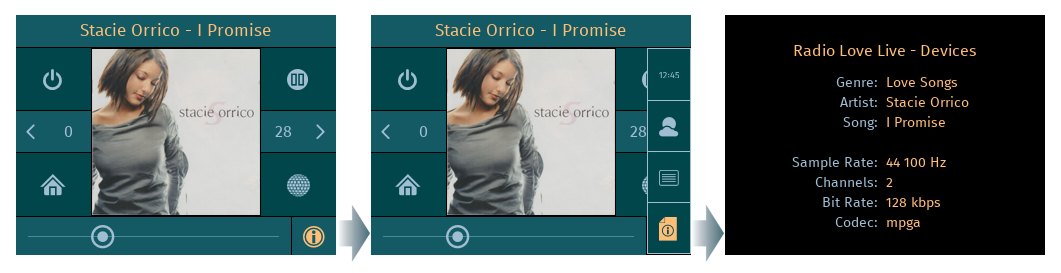 Stacie Orrico - I Promise
stacie orrico
0
28
Stacie Orrico - I Promise
12:45
stacie orrico
0
28
Radio Love Live - Devices
Genre: Love Songs
Artist: Stacie Orrico
Song: I Promise
Sample Rate: 44 100 Hz
Channels: 2
Bit Rate: 128 kbps
Codec: mpga